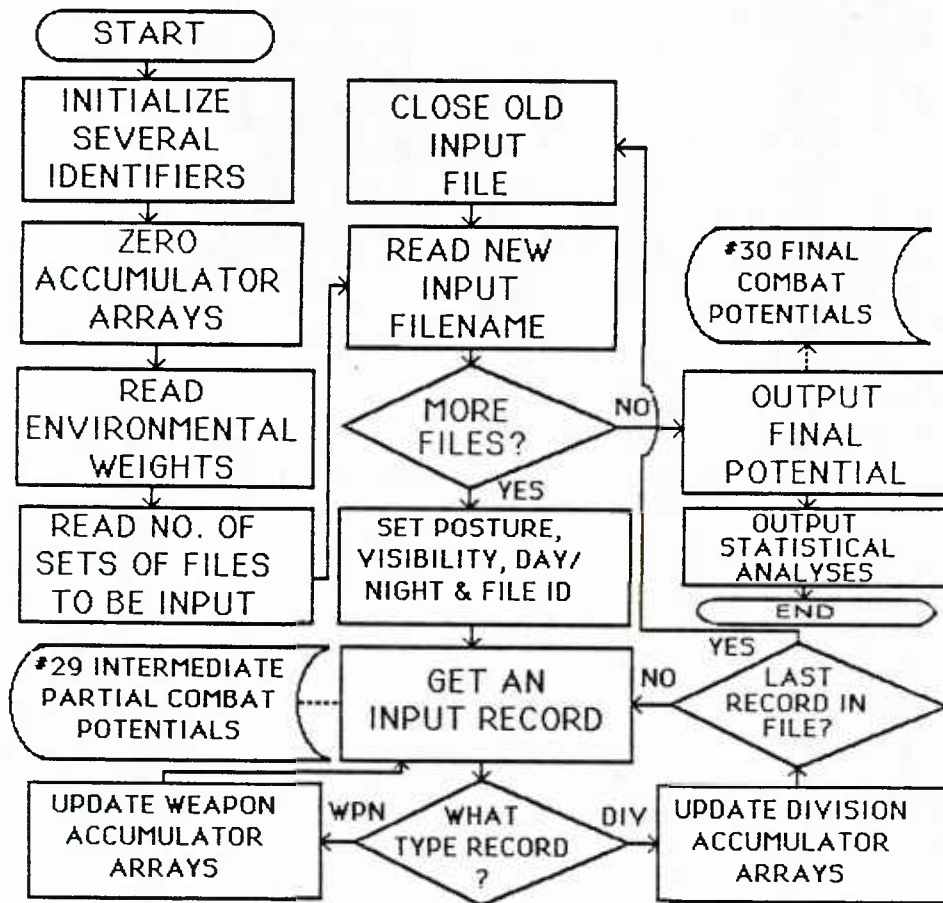 START
INITIALIZE
SEVERAL
IDENTIFIERS
ZERO
ACCUMULATOR
ARRAYS
READ
ENVIRONMENTAL
WEIGHTS
READ NO. OF
SETS OF FILES
TO BE INPUT
CLOSE OLD
INPUT
FILE
READ NEW
INPUT
FILENAME
MORE
FILES?
NO
YES
#30 FINAL
COMBAT
POTENTIALS
OUTPUT
FINAL
POTENTIAL
OUTPUT
STATISTICAL
ANALYSES
END
SET POSTURE,
VISIBILITY, DAY/
NIGHT & FILE ID
#29 INTERMEDIATE
PARTIAL COMBAT
POTENTIALS
GET AN
INPUT RECORD
NO
YES
LAST
RECORD IN
FILE?
UPDATE WEAPON
ACCUMULATOR
ARRAYS
WPN
WHAT
TYPE RECORD
?
DIV
UPDATE DIVISION
ACCUMULATOR
ARRAYS